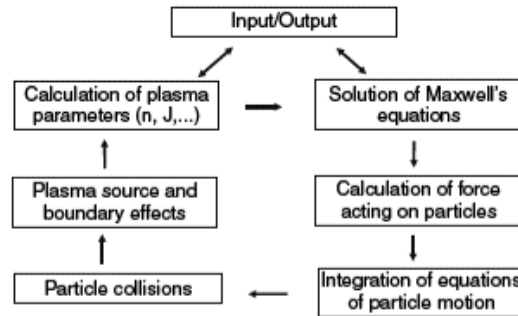 Input/Output
Calculation of plasma
parameters (n, J,...)
Solution of Maxwell's
equations
Plasma source and
boundary effects
Calculation of force
acting on particles
Particle collisions
Integration of equations
of particle motion